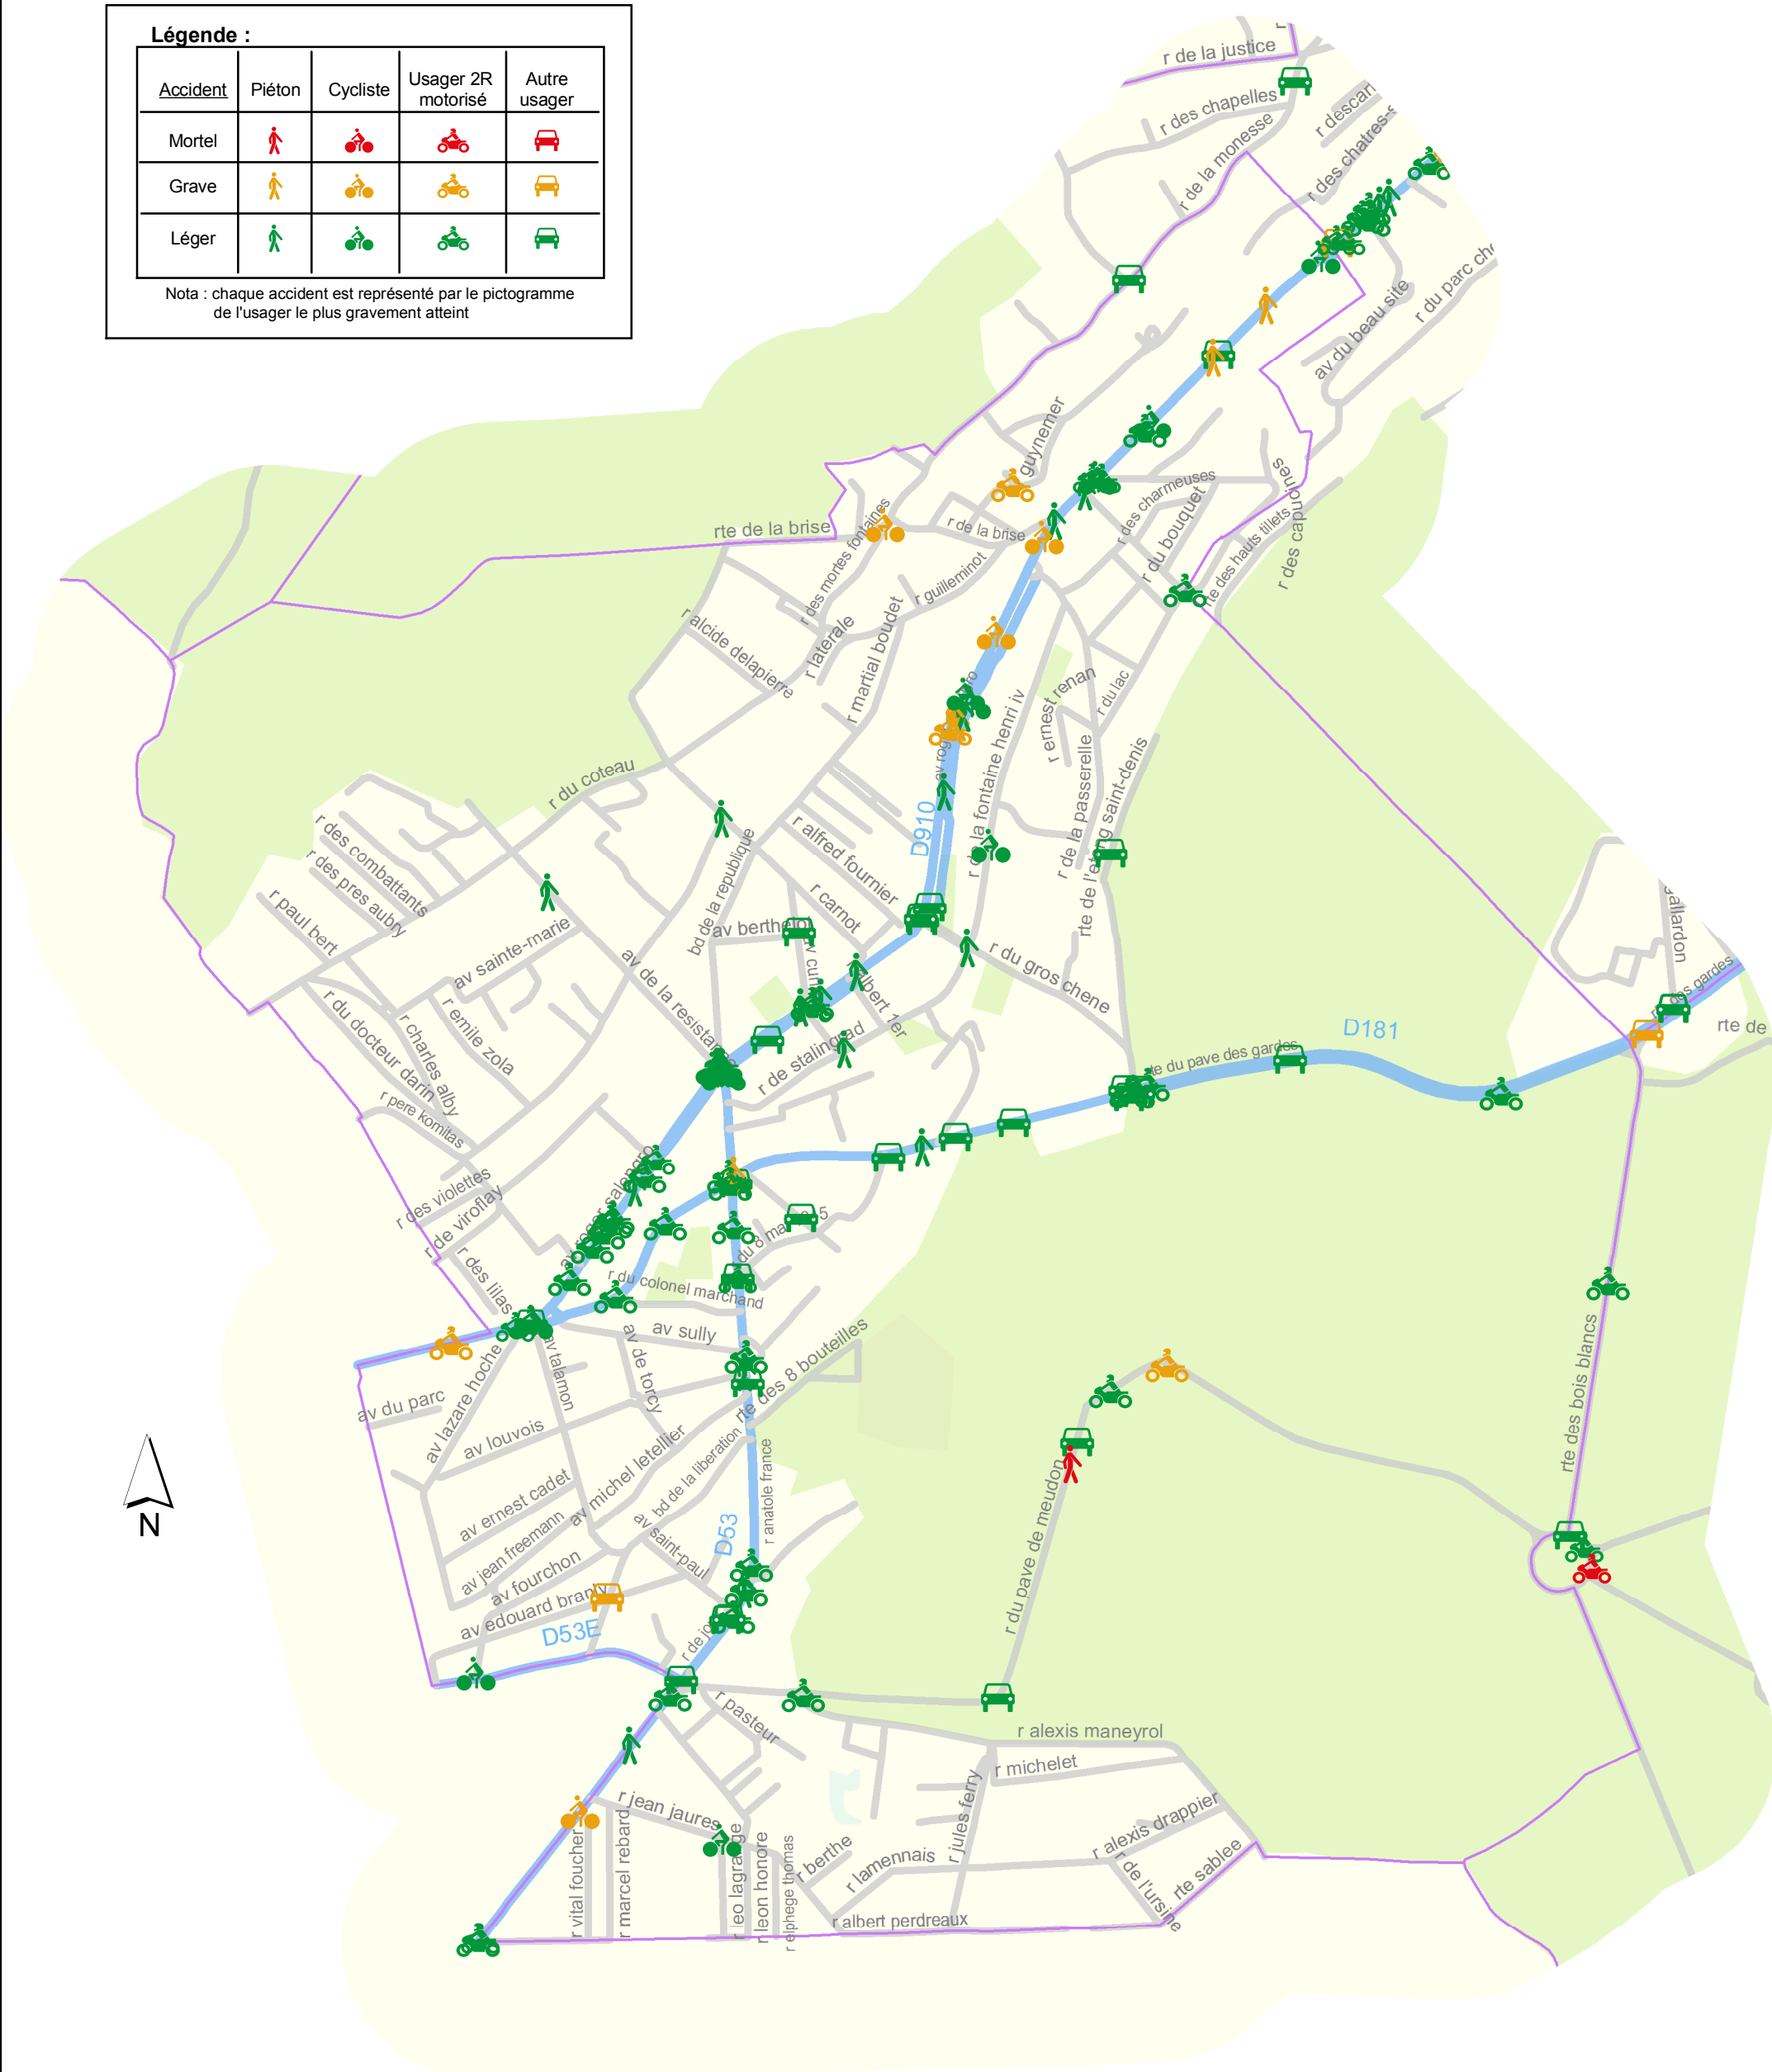 Légende :
Accident
Piéton
Cycliste
Usager 2R
motorisé
Autre
usager
Mortel
Grave
Léger
Nota : chaque accident est représenté par le pictogramme
de l'usager le plus gravement atteint
r de la justice
r des chapelles
r de la monesse
r des chatres-s
r du parc che
av du beau site
guynemer
r des charmeuses
r du bouquet
r des capucines
rte des hauts tillets
r des candoines
rte de la brise
r des mortes fontaines
r de la brise
r guilleminot
r alcide delapierre
r laterale
r martial boudet
r ernest renan
r du lac
r de la fontaine henri iv
r de la passerelle
rte de l'etang saint-denis
D910
r du coteau
r des combattants
r des pres aubry
r paul bert
bd de la republique
r alfred fournier
r carnot
av berthelot
av sainte-marie
av de la resistance
r du gros chene
r du docteur darin
r charles alby
r emile zola
r pere komitas
r de stalingrad
D181
rte du pave des gardes
des gardes
rte de
r des violettes
r de viroflay
r des lilas
av roger salengro
r du colonel marchand
av sully
av de torcy
rte des 8 bouteilles
av talamon
av lazare hoche
av du parc
av louvois
av michel letellier
bd de la liberation
r anatole france
av ernest cadet
av jean freemann
av fourchon
av saint-paul
D53
av edouard branly
D53E
r du pave de meudon
rte des bois blancs
N
r pasteur
r alexis maneyrol
r michelet
r jean jaures
r jules ferry
r alexis drappier
r vital foucher
r marcel rebard
r leo lagrange
r leon honore
r elphege thomas
r berthe
r lamennais
r de l'ursine
rte sablee
r albert perdreaux